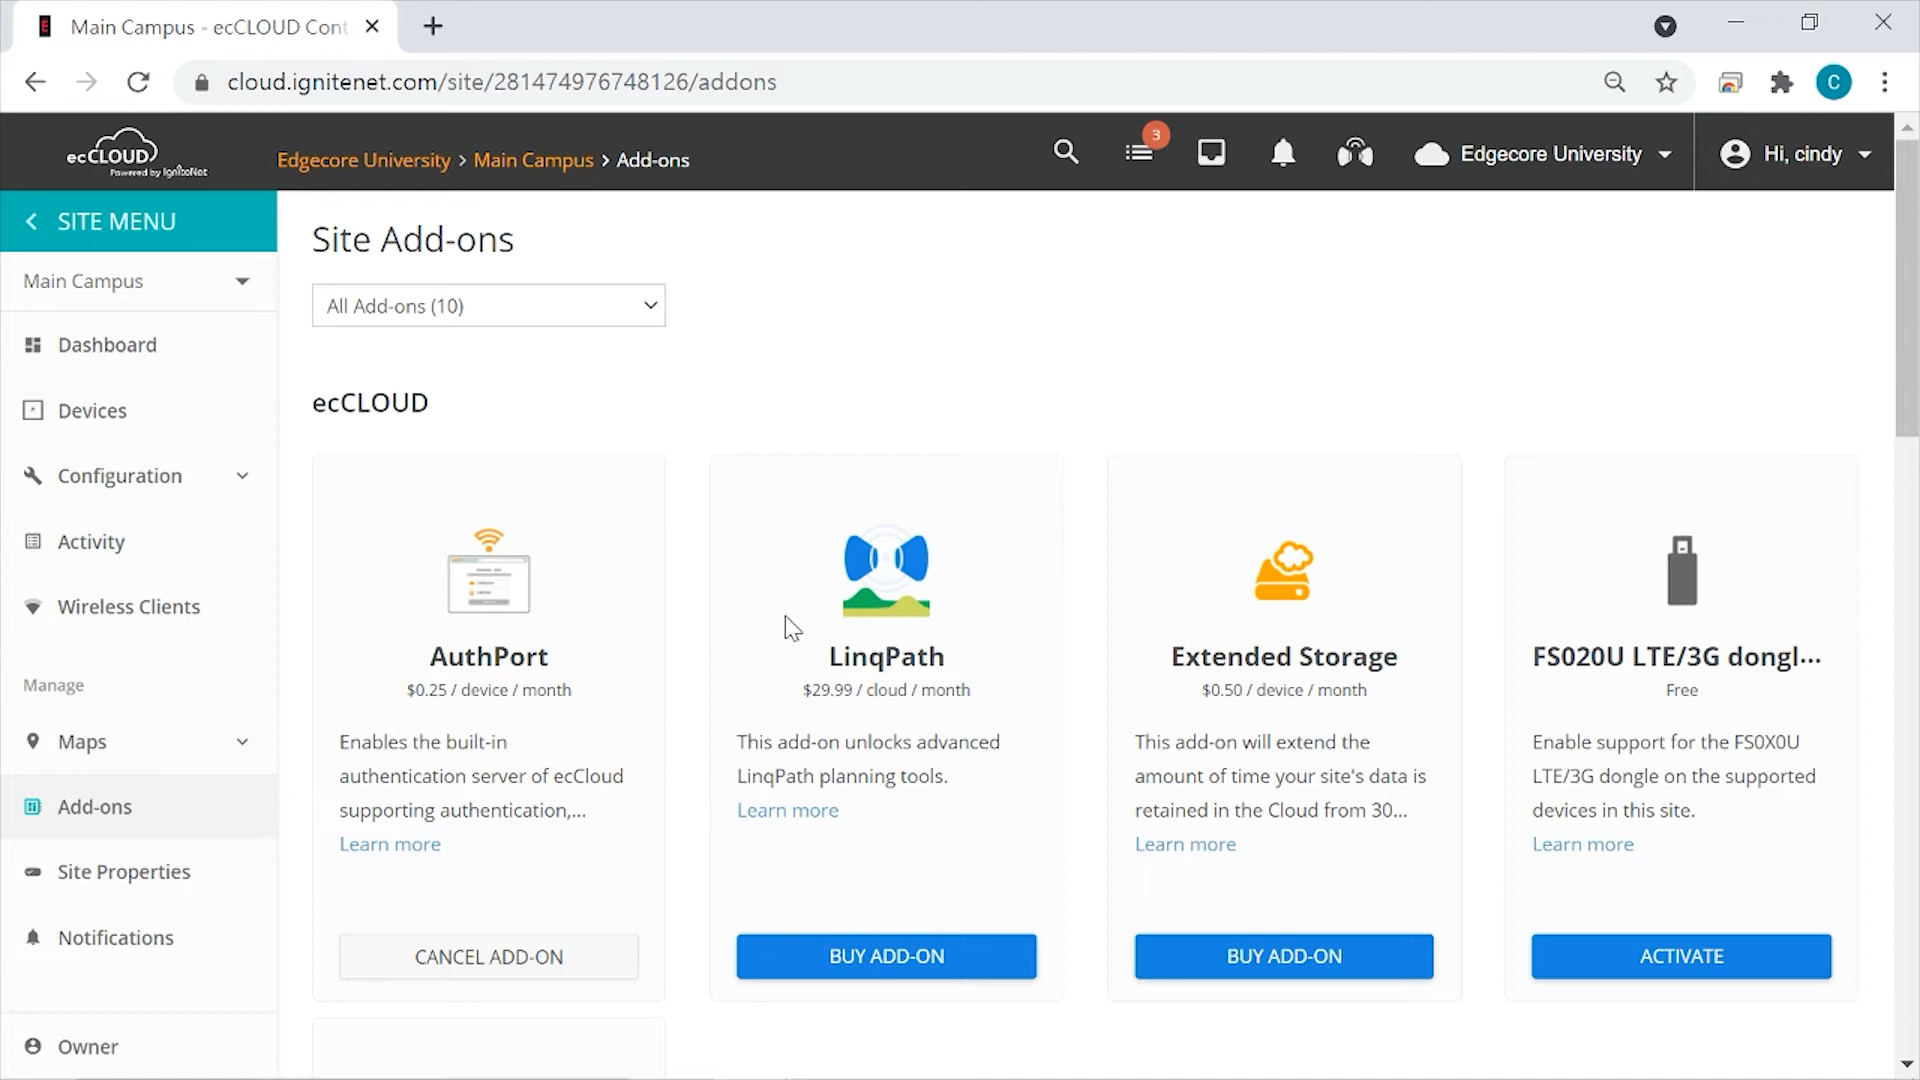 Main Campus - ecCLOUD Cont
cloud.ignitenet.com/site/281474976748126/addons
ecCLOUD
Powered by IgniteNet
Edgecore University > Main Campus > Add-ons
3
Edgecore University
Hi, cindy
C
SITE MENU
Main Campus
Dashboard
Devices
Configuration
Activity
Wireless Clients
Manage
Maps
Add-ons
Site Properties
Notifications
Owner
Site Add-ons
All Add-ons (10)
ecCLOUD
AuthPort
$0.25 / device / month
Enables the built-in
authentication server of ecCloud
supporting authentication,...
Learn more
CANCEL ADD-ON
LinqPath
$29.99 / cloud / month
This add-on unlocks advanced
LinqPath planning tools.
Learn more
BUY ADD-ON
Extended Storage
$0.50 / device / month
This add-on will extend the
amount of time your site's data is
retained in the Cloud from 30...
Learn more
BUY ADD-ON
FS020U LTE/3G dongl...
Free
Enable support for the FS0X0U
LTE/3G dongle on the supported
devices in this site.
Learn more
ACTIVATE